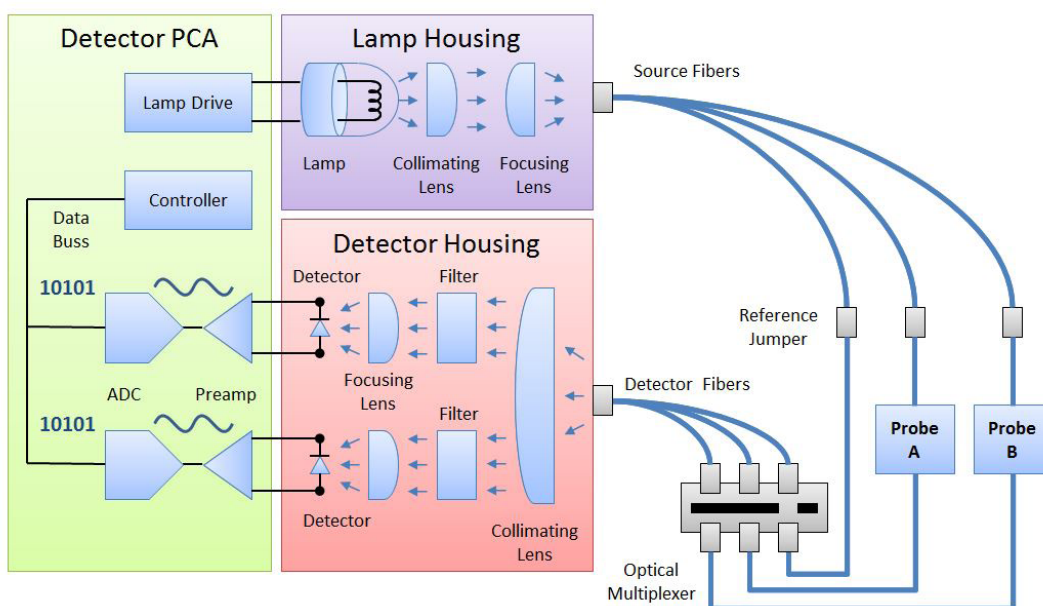 Detector PCA
Lamp Drive
Controller
Data
Buss
10101
ADC
Preamp
10101
Lamp Housing
Lamp
Collimating
Lens
Focusing
Lens
Detector Housing
Detector
Filter
Focusing
Lens
Filter
Detector
Collimating
Lens
Source Fibers
Reference
Jumper
Detector Fibers
Probe
A
Probe
B
Optical
Multiplexer